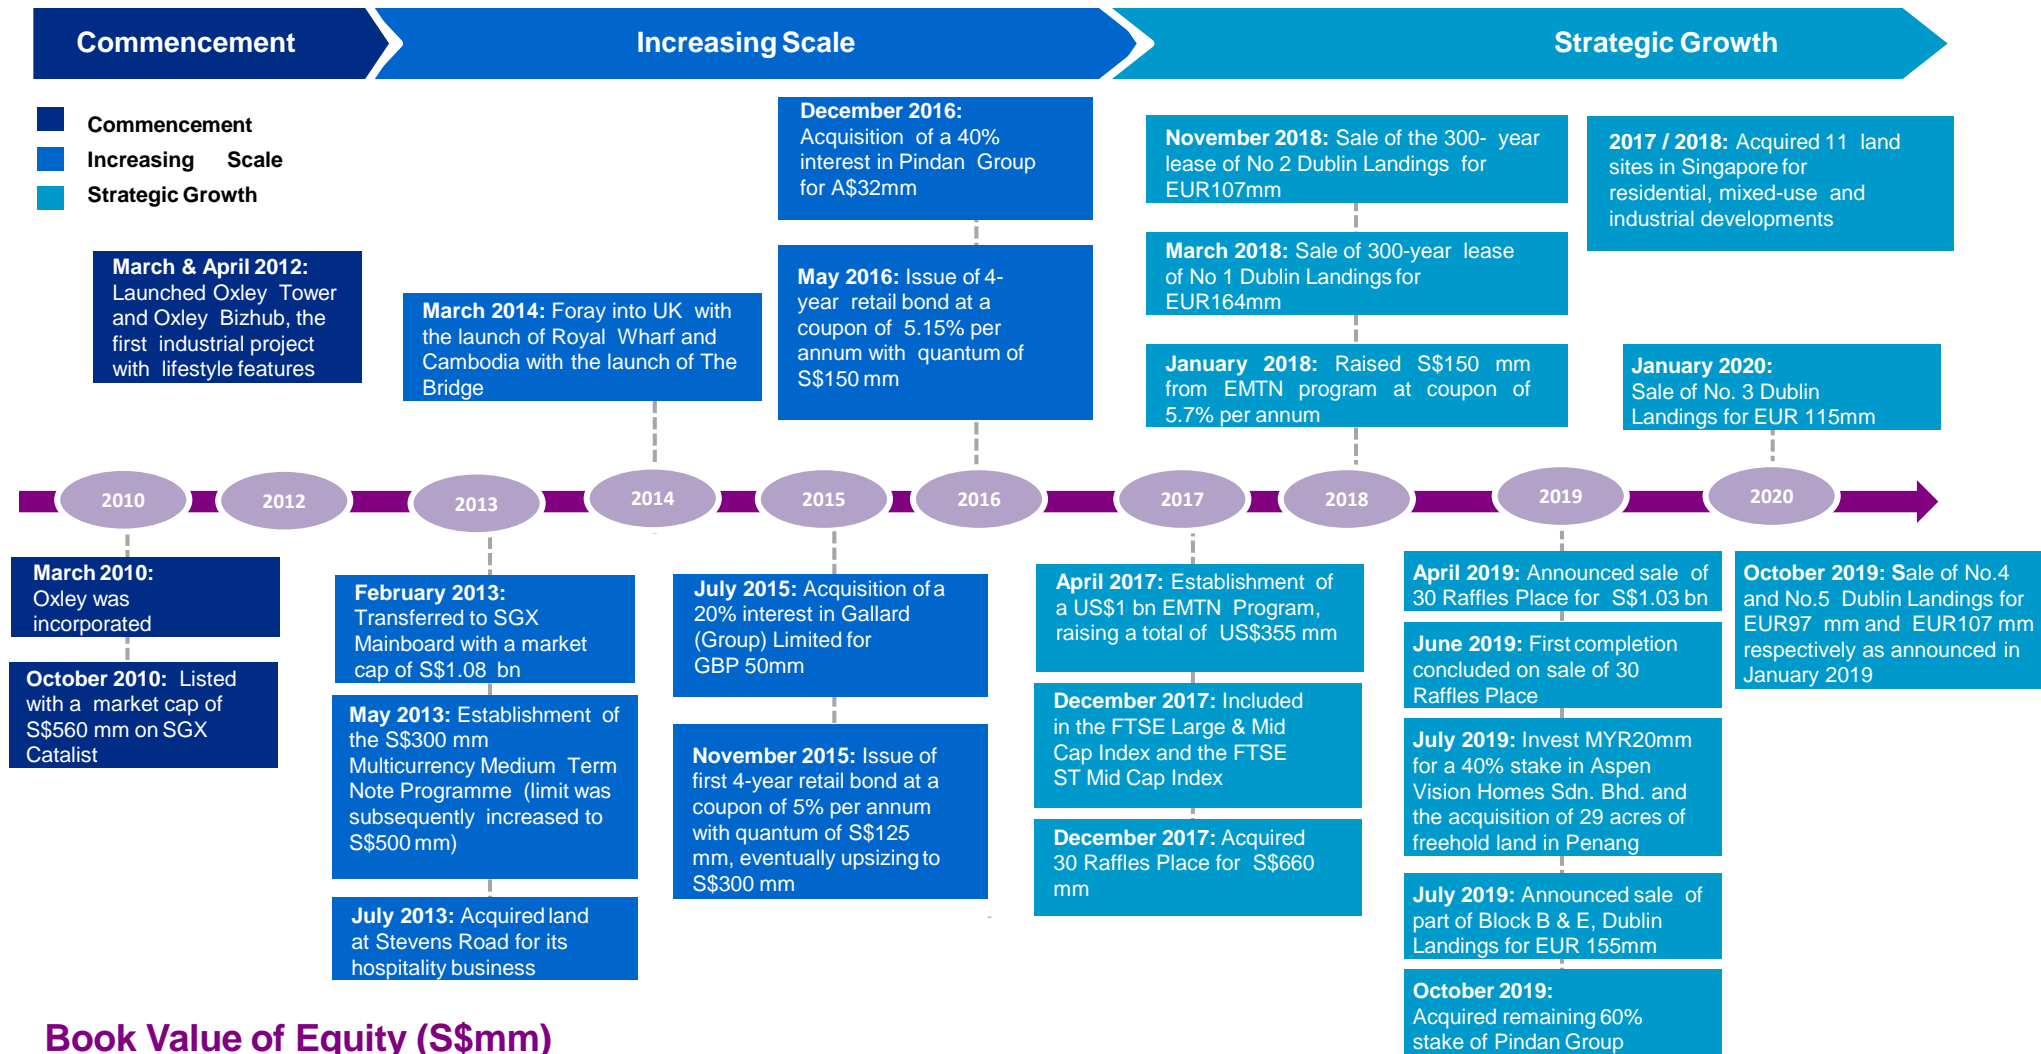 Commencement
Increasing Scale
Strategic Growth
Commencement
Increasing Scale
Strategic Growth
March & April 2012:
Launched Oxley Tower
and Oxley Bizhub, the
first industrial project
with lifestyle features
March 2014: Foray into UK with
the launch of Royal Wharf and
Cambodia with the launch of The
Bridge
December 2016:
Acquisition of a 40%
interest in Pindan Group
for A$32mm
May 2016: Issue of 4-
year retail bond at a
coupon of 5.15% per
annum with quantum of
S$150 mm
November 2018: Sale of the 300- year
lease of No 2 Dublin Landings for
EUR107mm
March 2018: Sale of 300-year lease
of No 1 Dublin Landings for
EUR164mm
January 2018: Raised S$150 mm
from EMTN program at coupon of
5.7% per annum
2017 / 2018: Acquired 11 land
sites in Singapore for
residential, mixed-use and
industrial developments
January 2020:
Sale of No. 3 Dublin
Landings for EUR 115mm
2010
2012
2013
2014
2015
2016
2017
2018
2019
2020
March 2010:
Oxley was
incorporated
October 2010: Listed
with a market cap of
S$560 mm on SGX
Catalist
February 2013:
Transferred to SGX
Mainboard with a market
cap of S$1.08 bn
May 2013: Establishment of
the S$300 mm
Multicurrency Medium Term
Note Programme (limit was
subsequently increased to
S$500 mm)
July 2013: Acquired land
at Stevens Road for its
hospitality business
July 2015: Acquisition of a
20% interest in Gallard
(Group) Limited for
GBP 50mm
November 2015: Issue of
first 4-year retail bond at a
coupon of 5% per annum
with quantum of S$125
mm, eventually upsizing to
S$300 mm
April 2017: Establishment of
a US$1 bn EMTN Program,
raising a total of US$355 mm
December 2017: Included
in the FTSE Large & Mid
Cap Index and the FTSE
ST Mid Cap Index
December 2017: Acquired
30 Raffles Place for S$660
mm
April 2019: Announced sale of
30 Raffles Place for S$1.03 bn
June 2019: First completion
concluded on sale of 30
Raffles Place
July 2019: Invest MYR20mm
for a 40% stake in Aspen
Vision Homes Sdn. Bhd. and
the acquisition of 29 acres of
freehold land in Penang
July 2019: Announced sale of
part of Block B & E, Dublin
Landings for EUR 155mm
October 2019:
Acquired remaining 60%
stake of Pindan Group
October 2019: Sale of No.4
and No.5 Dublin Landings for
EUR97 mm and EUR107 mm
respectively as announced in
January 2019
Book Value of Equity (S$mm)